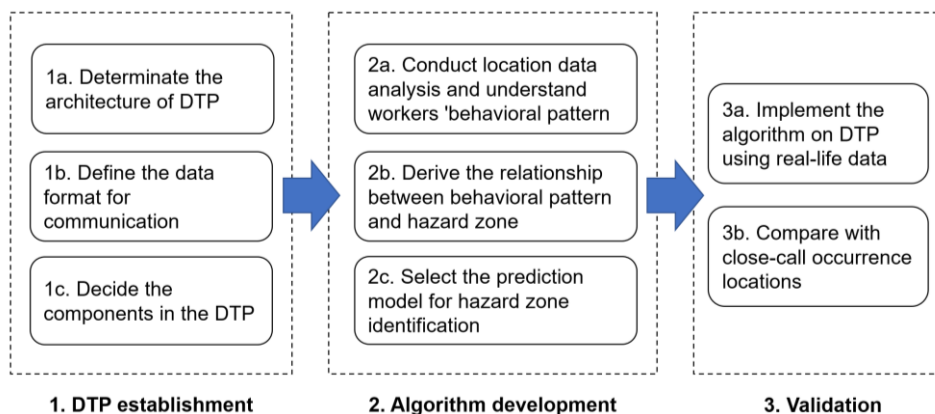 1a. Determinate the
architecture of DTP
1b. Define the data
format for
communication
1c. Decide the
components in the DTP
1. DTP establishment
2a. Conduct location data
analysis and understand
workers 'behavioral pattern
2b. Derive the relationship
between behavioral pattern
and hazard zone
2c. Select the prediction
model for hazard zone
identification
2. Algorithm development
3a. Implement the
algorithm on DTP
using real-life data
3b. Compare with
close-call occurrence
locations
3. Validation